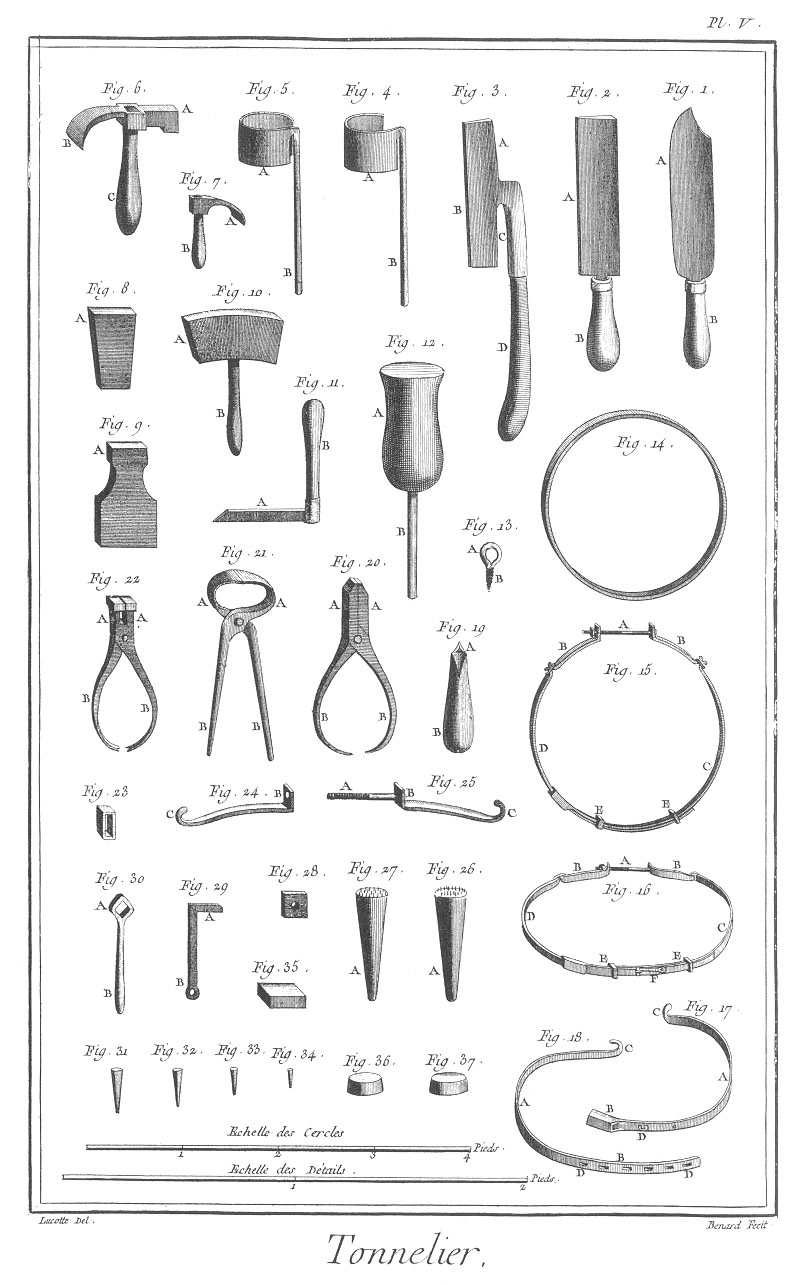 Pl. V.
Fig. 6. Fig. 5. Fig. 4. Fig. 3. Fig. 2. Fig. 1.
A B C
A B
A B
A B C D
A B
A B
Fig. 7.
A B
Fig. 8. Fig. 10. Fig. 12.
A
A B
A B
Fig. 11.
A B
Fig. 9. Fig. 14.
A
Fig. 13.
A B
Fig. 22 Fig. 21. Fig. 20. Fig. 19
A A B B
A A B B
A A B B
A B
Fig. 15.
A B B C D E E
Fig. 23 Fig. 24 Fig. 25
B C
A B C
Fig. 30 Fig. 29 Fig. 28. Fig. 27. Fig. 26. Fig. 16.
A B
A B
A
A
A B B C D E E F
Fig. 35.
Fig. 17.
C A B D
Fig. 18.
C A B D D
Fig. 31 Fig. 32. Fig. 33. Fig. 34. Fig. 36. Fig. 37.
Echelle des Cercles
1 2 3 4 Pieds.
Echelle des Détails.
1 2 Pieds.
Lucotte Del.
Benard Fecit
Tonnelier.